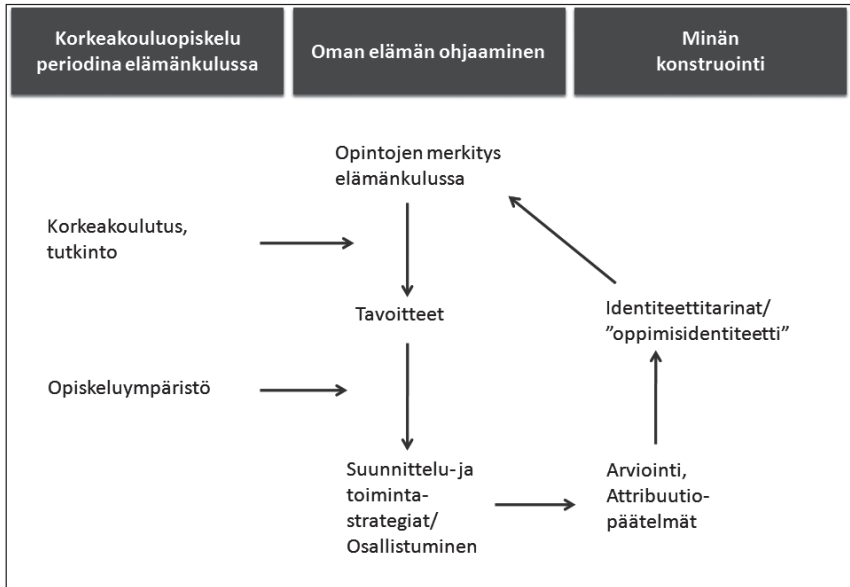 Korkeakouluopiskelu
periodina elämänkulussa
Oman elämän ohjaaminen
Minän
konstruointi
Opintojen merkitys
elämänkulussa
Korkeakoulutus,
tutkinto
Tavoitteet
Identiteettitarinat/
”oppimisidentiteetti”
Opiskeluympäristö
Suunnittelu- ja
toiminta-
strategiat/
Osallistuminen
Arviointi,
Attribuutio-
päätelmät